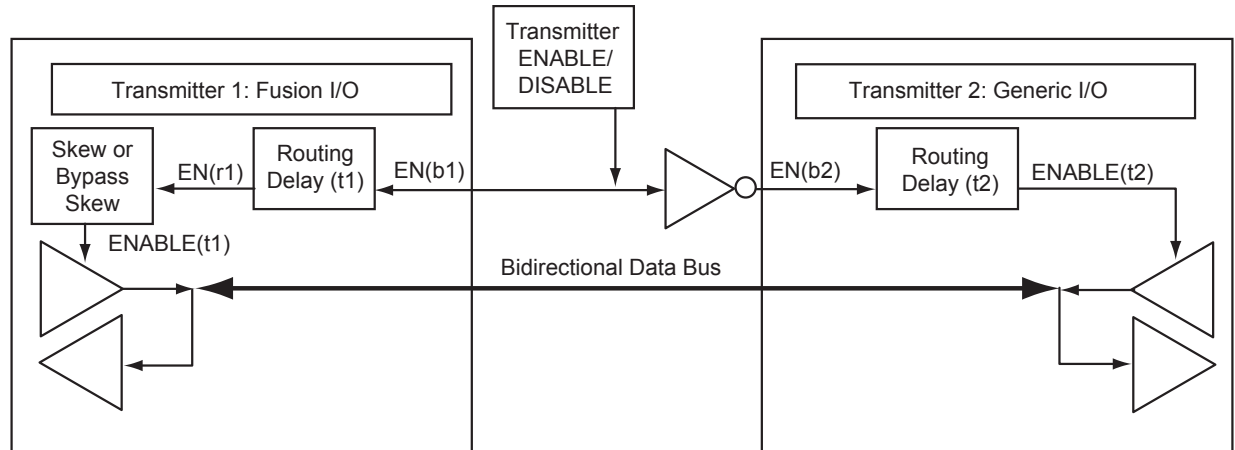 Transmitter
ENABLE/
DISABLE
Transmitter 1: Fusion I/O
Transmitter 2: Generic I/O
Skew or
Bypass
Skew
EN(r1)
Routing
Delay (t1)
EN(b1)
EN(b2)
Routing
Delay (t2)
ENABLE(t2)
ENABLE(t1)
Bidirectional Data Bus